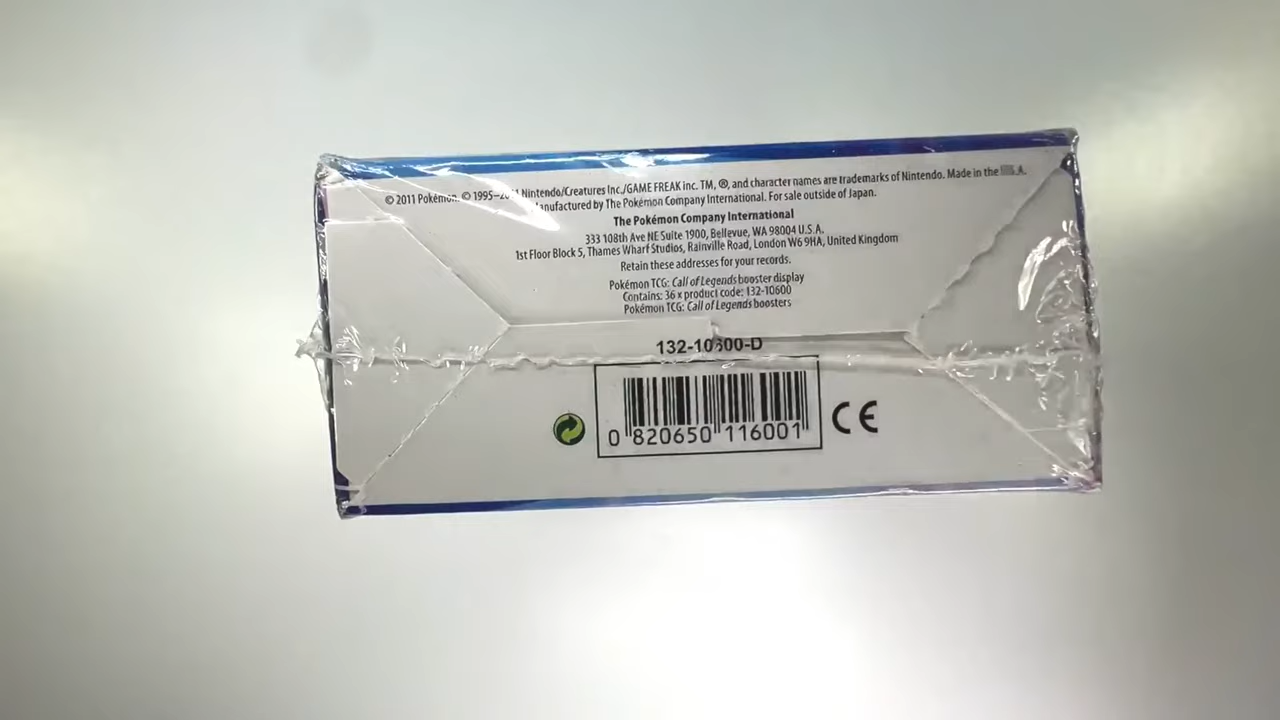 © 2011 Pokémon. © 1995–2011 Nintendo/Creatures Inc./GAME FREAK inc. TM, ®, and character names are trademarks of Nintendo. Made in the U.S.A.
Manufactured by The Pokémon Company International. For sale outside of Japan.
The Pokémon Company International
333 108th Ave NE Suite 1900, Bellevue, WA 98004 U.S.A.
1st Floor Block 5, Thames Wharf Studios, Rainville Road, London W6 9HA, United Kingdom
Retain these addresses for your records.
Pokémon TCG: Call of Legends booster display
Contains: 36 x product code: 132-10600
Pokémon TCG: Call of Legends boosters
132-10600-D
0 820650 116001
CE